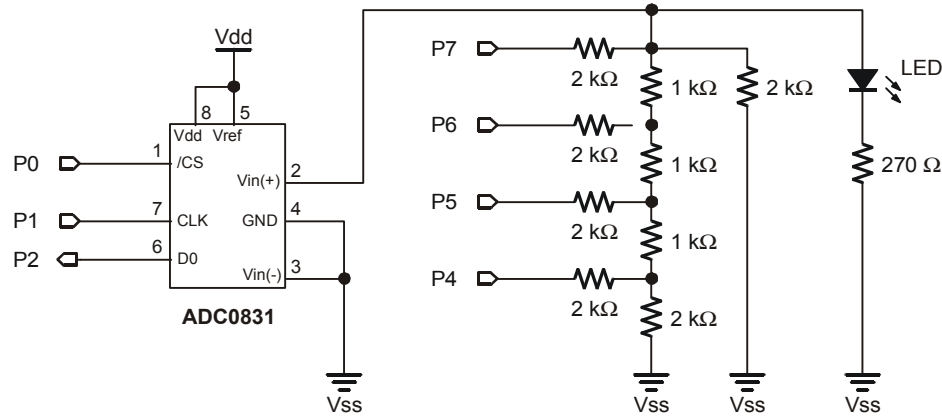 Vdd
P7
LED
2 kΩ
1 kΩ
2 kΩ
8
5
Vdd
Vref
P6
P0
1
/CS
2 kΩ
2
Vin(+)
1 kΩ
270 Ω
P1
7
CLK
GND
4
P5
P2
6
D0
2 kΩ
1 kΩ
Vin(-)
3
P4
ADC0831
2 kΩ
2 kΩ
Vss
Vss
Vss
Vss